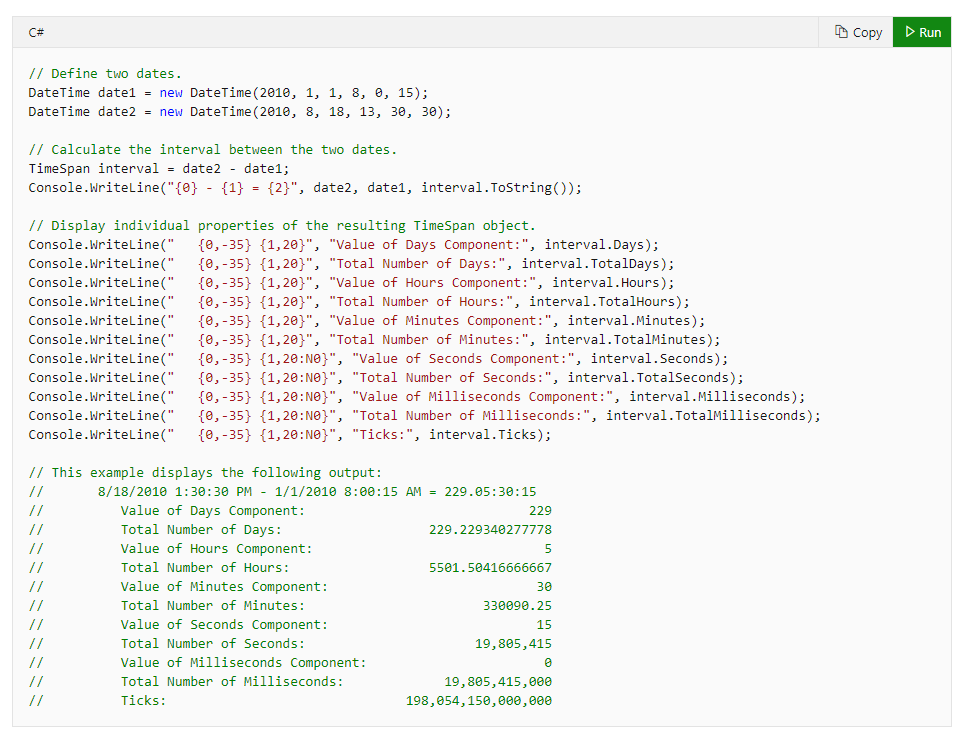 C# Copy Run
// Define two dates.
DateTime date1 = new DateTime(2010, 1, 1, 8, 0, 15);
DateTime date2 = new DateTime(2010, 8, 18, 13, 30, 30);
// Calculate the interval between the two dates.
TimeSpan interval = date2 - date1;
Console.WriteLine("{0} - {1} = {2}", date2, date1, interval.ToString());
// Display individual properties of the resulting TimeSpan object.
Console.WriteLine("   {0,-35} {1,20}", "Value of Days Component:", interval.Days);
Console.WriteLine("   {0,-35} {1,20}", "Total Number of Days:", interval.TotalDays);
Console.WriteLine("   {0,-35} {1,20}", "Value of Hours Component:", interval.Hours);
Console.WriteLine("   {0,-35} {1,20}", "Total Number of Hours:", interval.TotalHours);
Console.WriteLine("   {0,-35} {1,20}", "Value of Minutes Component:", interval.Minutes);
Console.WriteLine("   {0,-35} {1,20}", "Total Number of Minutes:", interval.TotalMinutes);
Console.WriteLine("   {0,-35} {1,20:N0}", "Value of Seconds Component:", interval.Seconds);
Console.WriteLine("   {0,-35} {1,20:N0}", "Total Number of Seconds:", interval.TotalSeconds);
Console.WriteLine("   {0,-35} {1,20:N0}", "Value of Milliseconds Component:", interval.Milliseconds);
Console.WriteLine("   {0,-35} {1,20:N0}", "Total Number of Milliseconds:", interval.TotalMilliseconds);
Console.WriteLine("   {0,-35} {1,20:N0}", "Ticks:", interval.Ticks);
// This example displays the following output:
//       8/18/2010 1:30:30 PM - 1/1/2010 8:00:15 AM = 229.05:30:15
//          Value of Days Component:                             229
//          Total Number of Days:                   229.229340277778
//          Value of Hours Component:                              5
//          Total Number of Hours:                  5501.50416666667
//          Value of Minutes Component:                           30
//          Total Number of Minutes:                       330090.25
//          Value of Seconds Component:                           15
//          Total Number of Seconds:                      19,805,415
//          Value of Milliseconds Component:                       0
//          Total Number of Milliseconds:             19,805,415,000
//          Ticks:                               198,054,150,000,000